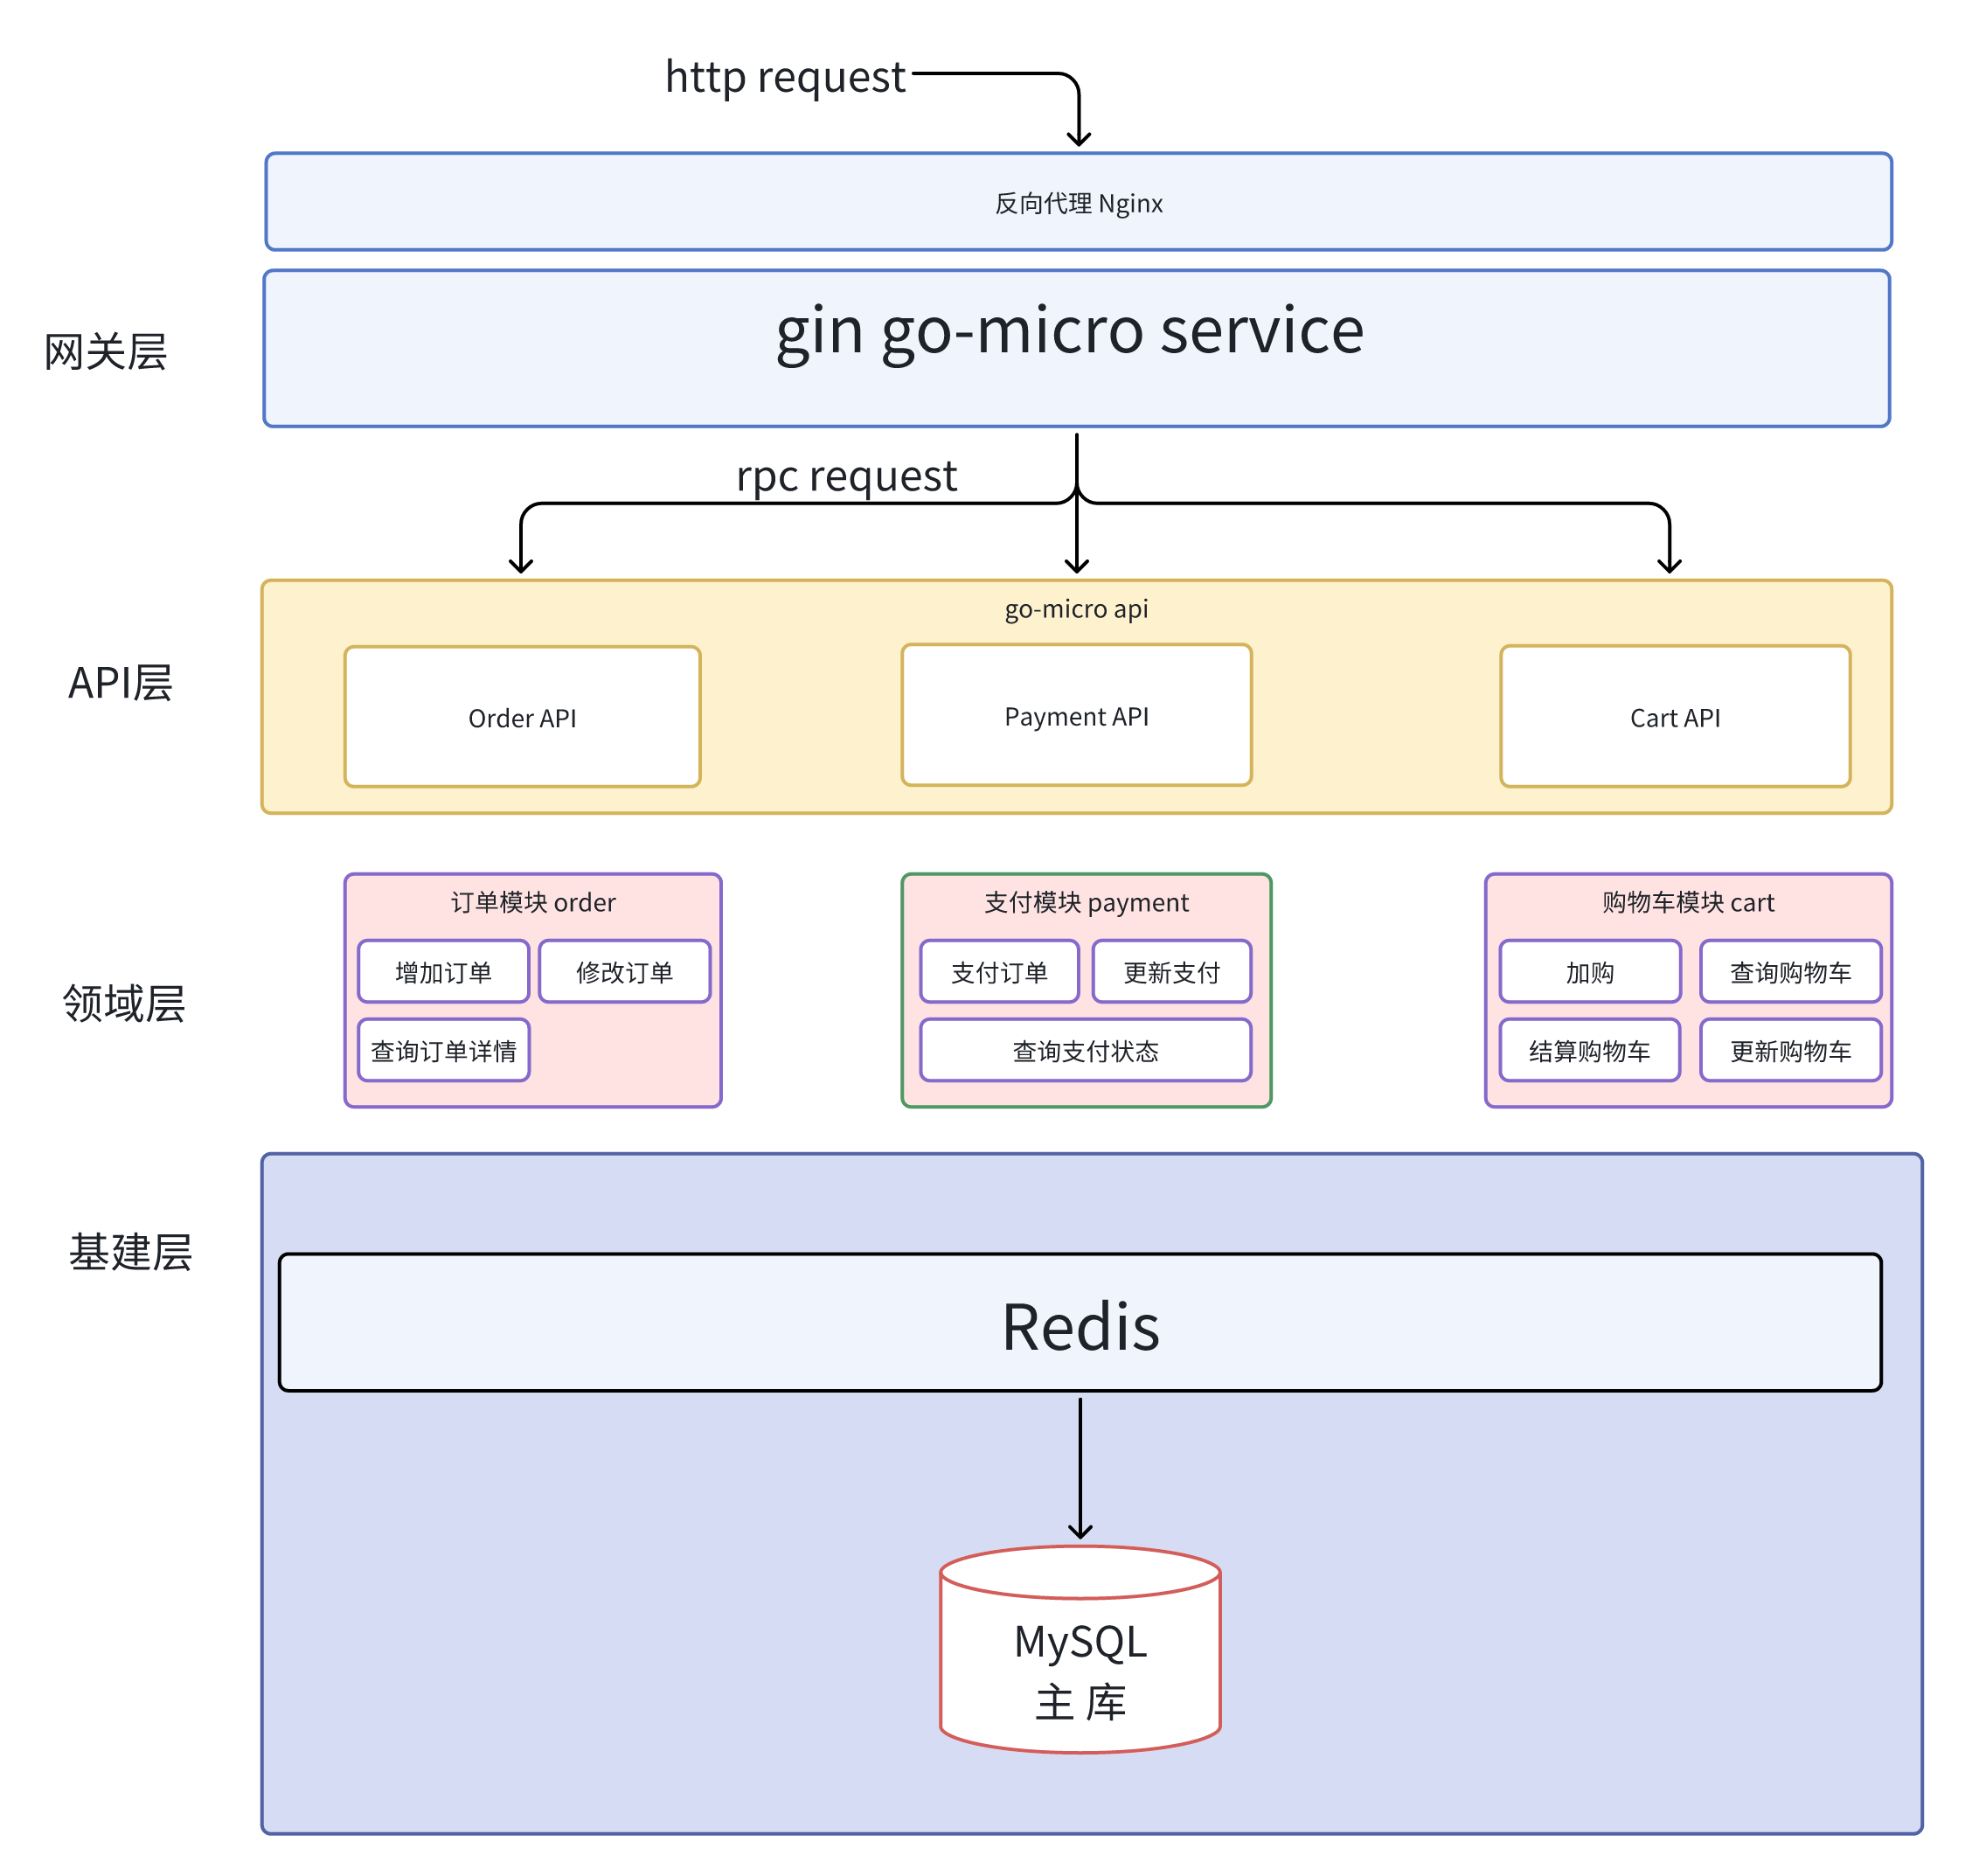 http request
反向代理 Nginx
网关层
gin go-micro service
rpc request
API层
go-micro api
Order API
Payment API
Cart API
领域层
订单模块 order
增加订单
修改订单
查询订单详情
支付模块 payment
支付订单
更新支付
查询支付状态
购物车模块 cart
加购
查询购物车
结算购物车
更新购物车
基建层
Redis
MySQL
主 库